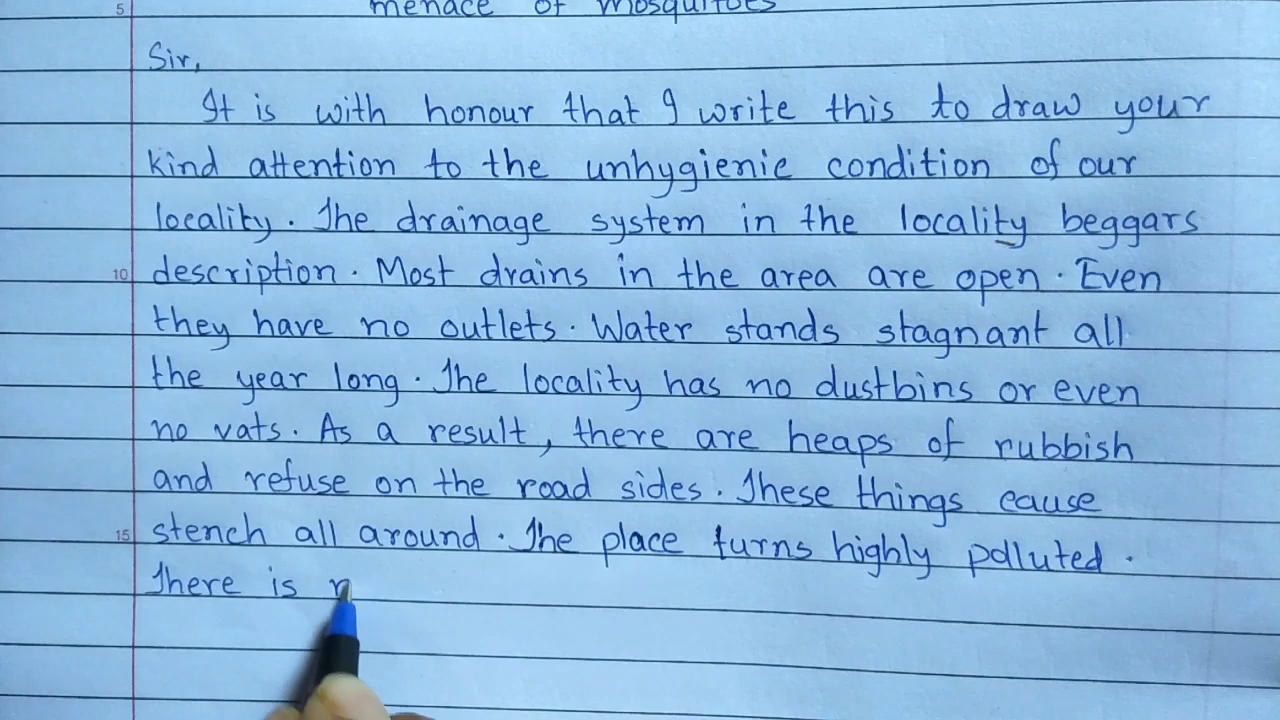 5
menace of mosquitoes
Sir,
It is with honour that I write this to draw your
kind attention to the unhygienic condition of our
locality. The drainage system in the locality beggars
10 description. Most drains in the area are open. Even
they have no outlets. Water stands stagnant all
the year long. The locality has no dustbins or even
no vats. As a result, there are heaps of rubbish
and refuse on the road sides. These things cause
15 stench all around. The place turns highly polluted.
There is n